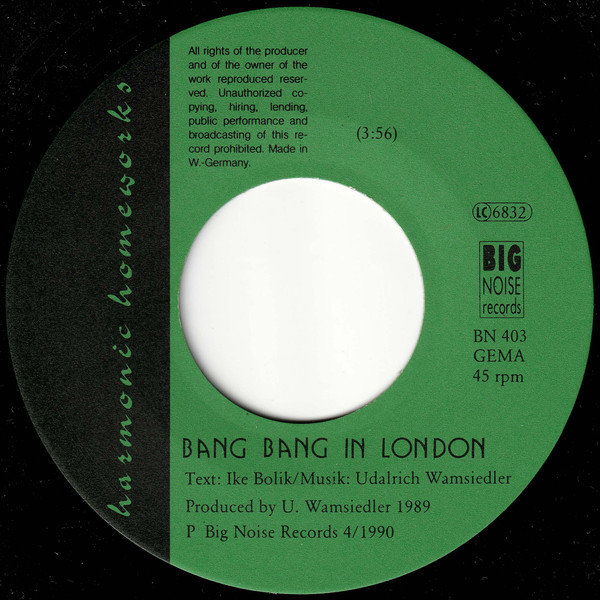 harmonic homeworks
All rights of the producer
and of the owner of the
work reproduced reser-
ved. Unauthorized co-
pying, hiring, lending,
public performance and
broadcasting of this re-
cord prohibited. Made in
W.-Germany.
(3:56)
LC 6832
BIG
NOISE
records
BN 403
GEMA
45 rpm
BANG BANG IN LONDON
Text: Ike Bolik/Musik: Udalrich Wamsiedler
Produced by U. Wamsiedler 1989
P Big Noise Records 4/1990